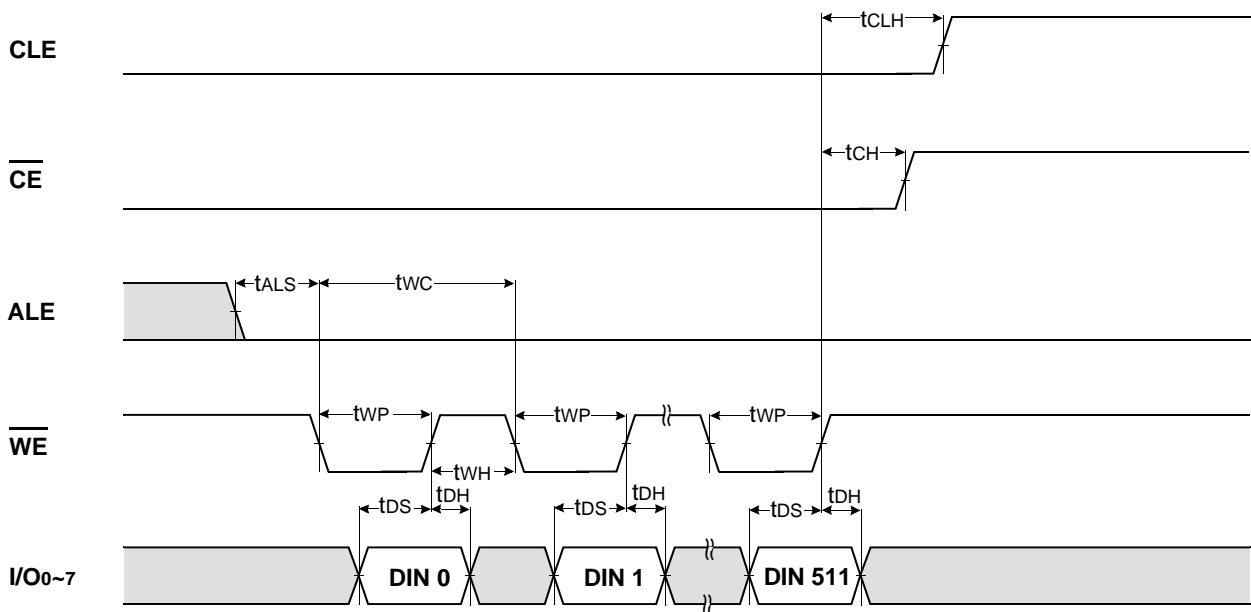 tCLH
CLE
tCH
CE
tALS
tWC
ALE
tWP
tWP
tWP
WE
tWH
tDS
tDH
tDS
tDH
tDS
tDH
I/O0~7
DIN 0
DIN 1
DIN 511